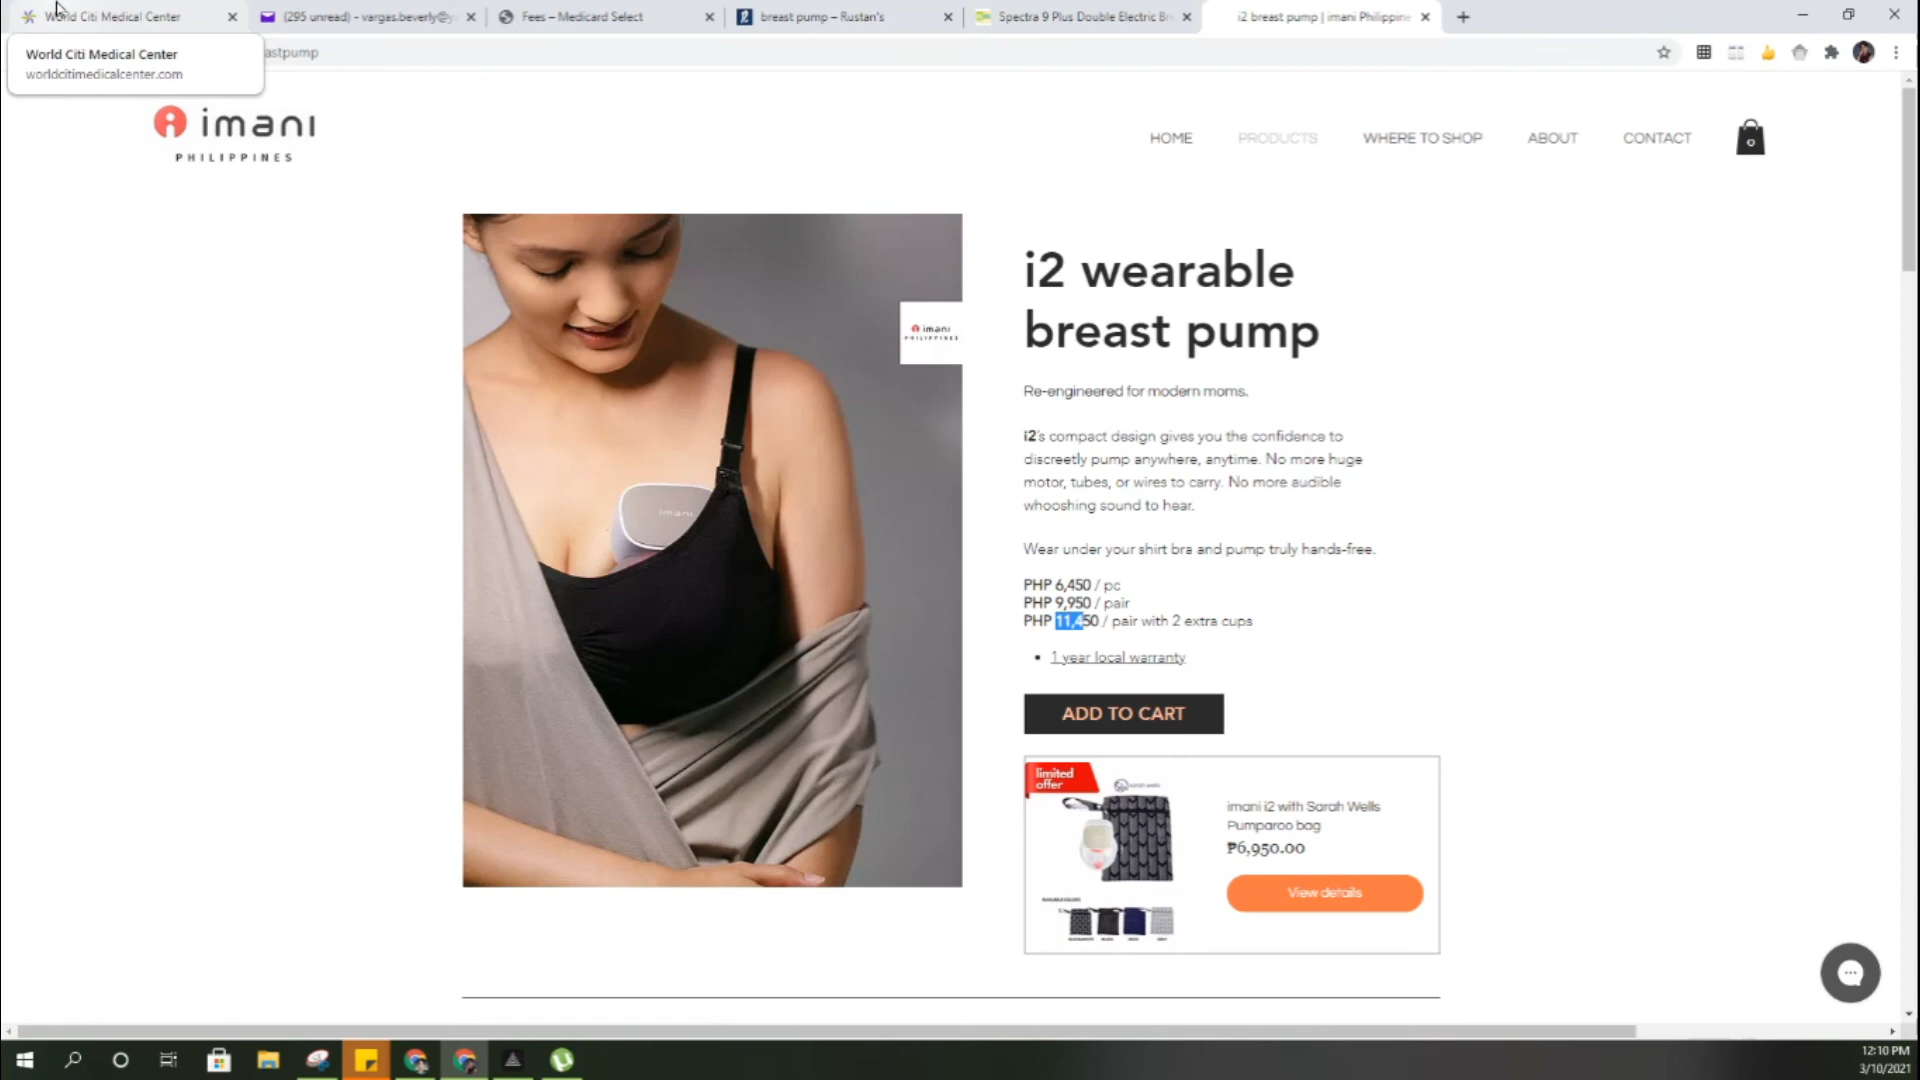 World Citi Medical Center
(295 unread) - vargas.beverly@y
Fees – Medicard Select
breast pump – Rustan's
Spectra 9 Plus Double Electric Br
i2 breast pump | imani Philippine
World Citi Medical Center
worldcitimedicalcenter.com
astpump
imani
PHILIPPINES
HOME
PRODUCTS
WHERE TO SHOP
ABOUT
CONTACT
0
imani
PHILIPPINES
imani
i2 wearable
breast pump
Re-engineered for modern moms.
i2's compact design gives you the confidence to
discreetly pump anywhere, anytime. No more huge
motor, tubes, or wires to carry. No more audible
whooshing sound to hear.
Wear under your shirt bra and pump truly hands-free.
PHP 6,450 / pc
PHP 9,950 / pair
PHP 11,450 / pair with 2 extra cups
• 1 year local warranty
ADD TO CART
limited
offer
imani i2 with Sarah Wells
Pumparoo bag
₱6,950.00
View details
12:10 PM
3/10/2021